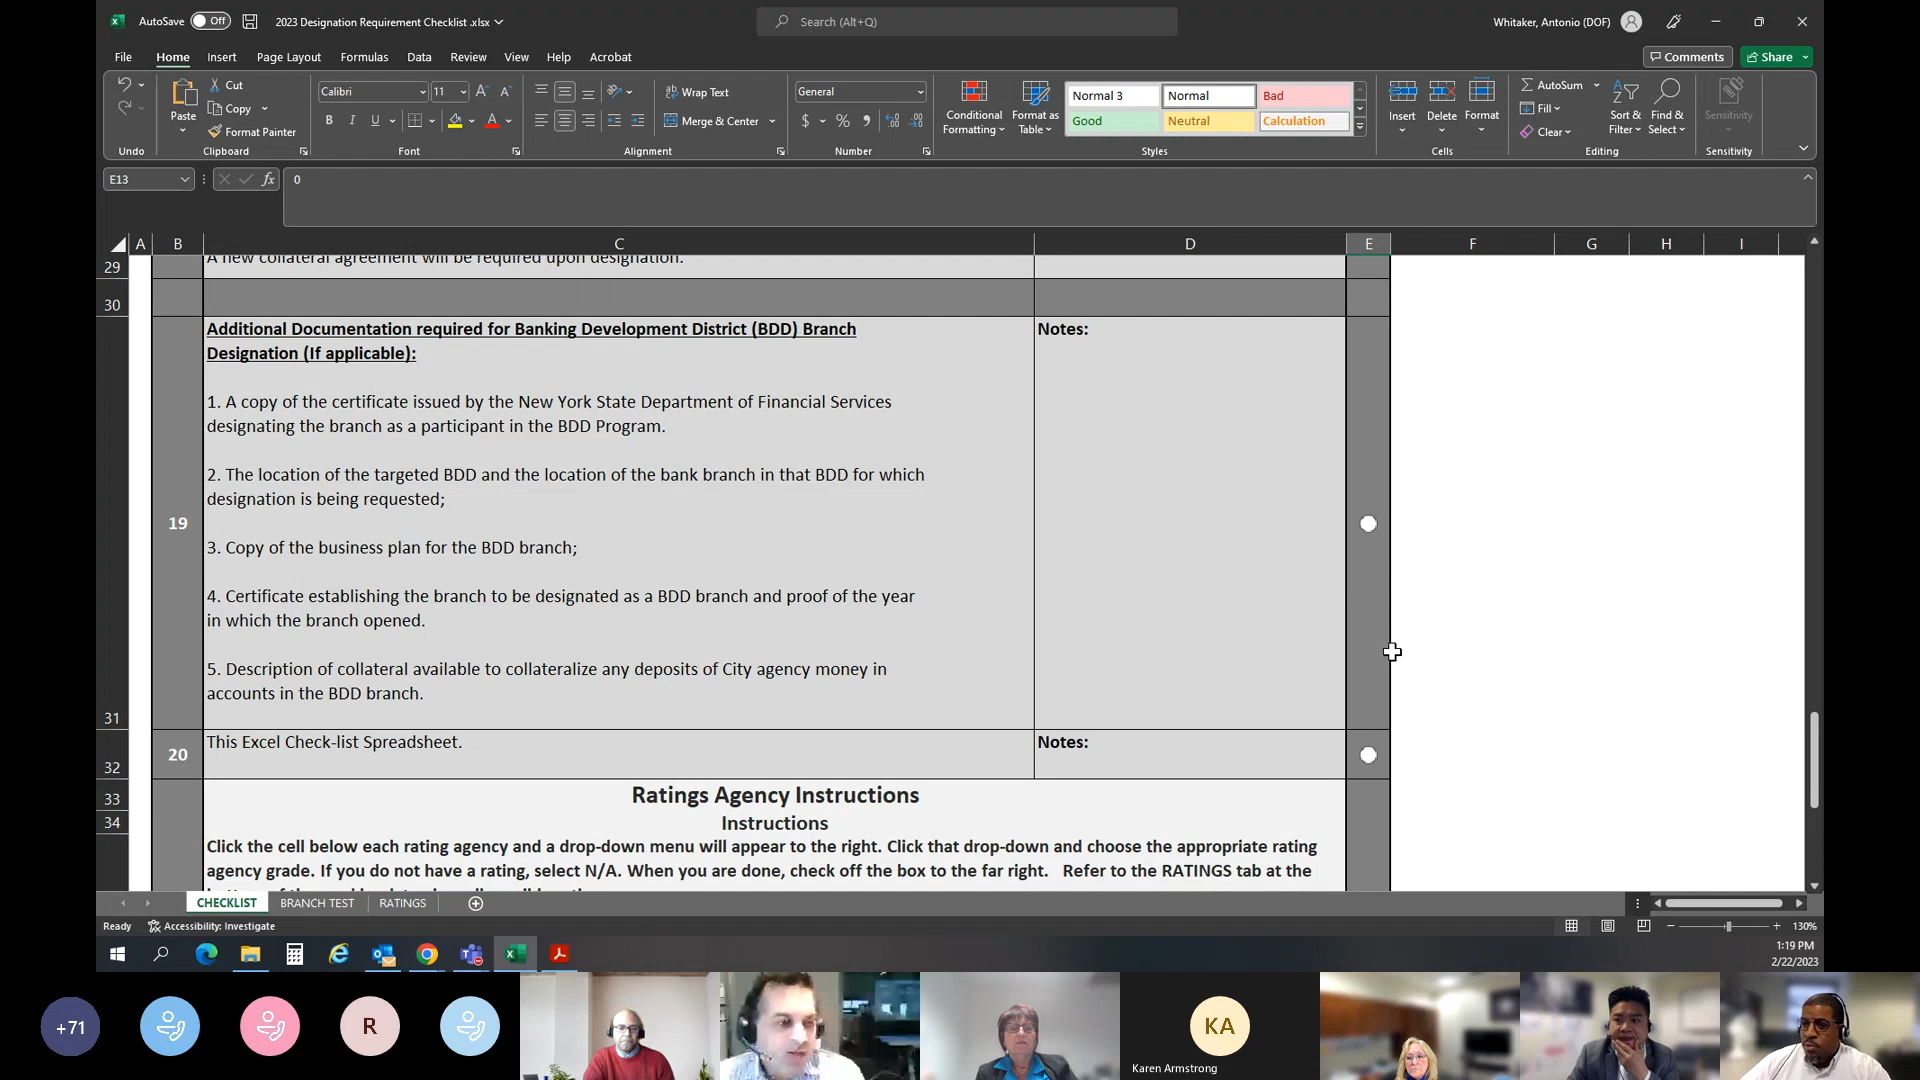 AutoSave Off 2023 Designation Requirement Checklist .xlsx Search (Alt+Q) Whitaker, Antonio (DOF)
File Home Insert Page Layout Formulas Data Review View Help Acrobat Comments Share
Cut
Copy
Format Painter
Paste
Calibri 11
B I U
Wrap Text
Merge & Center
General
$ % 9
Conditional Formatting
Format as Table
Normal 3 Normal Bad
Good Neutral Calculation
Insert Delete Format
AutoSum
Fill
Clear
Sort & Filter
Find & Select
Sensitivity
Undo Clipboard Font Alignment Number Styles Cells Editing Sensitivity
E13 fx 0
A B C D E F G H I
29 A new collateral agreement will be required upon designation.
30
Additional Documentation required for Banking Development District (BDD) Branch Notes:
Designation (If applicable):
1. A copy of the certificate issued by the New York State Department of Financial Services
designating the branch as a participant in the BDD Program.
2. The location of the targeted BDD and the location of the bank branch in that BDD for which
designation is being requested;
19
3. Copy of the business plan for the BDD branch;
4. Certificate establishing the branch to be designated as a BDD branch and proof of the year
in which the branch opened.
5. Description of collateral available to collateralize any deposits of City agency money in
accounts in the BDD branch.
31
This Excel Check-list Spreadsheet. Notes:
20
32
33 Ratings Agency Instructions
34 Instructions
Click the cell below each rating agency and a drop-down menu will appear to the right. Click that drop-down and choose the appropriate rating
agency grade. If you do not have a rating, select N/A. When you are done, check off the box to the far right. Refer to the RATINGS tab at the
CHECKLIST BRANCH TEST RATINGS
Ready Accessibility: Investigate 130%
1:19 PM
2/22/2023
+71 R KA
Karen Armstrong